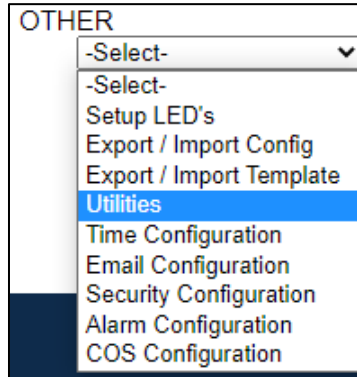 OTHER
-Select-
-Select-
Setup LED's
Export / Import Config
Export / Import Template
Utilities
Time Configuration
Email Configuration
Security Configuration
Alarm Configuration
COS Configuration